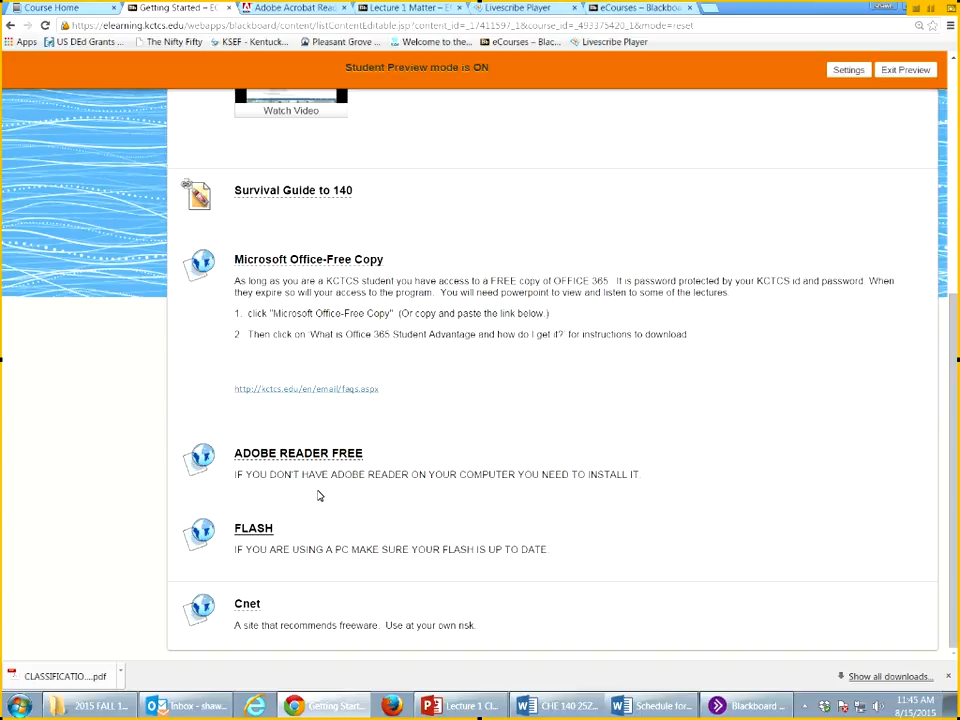 Course Home
Getting Started – EC
Adobe Acrobat Rea
Lecture 1 Matter – E
Livescribe Player
eCourses – Blackboa
https://elearning.kctcs.edu/webapps/blackboard/content/listContentEditable.jsp?content_id=_17411597_1&course_id=_493375420_1&mode=reset
Apps
US DEd Grants ...
The Nifty Fifty
KSEF - Kentuck...
Pleasant Grove ...
Welcome to the...
eCourses – Blac...
Livescribe Player
Student Preview mode is ON
Settings
Exit Preview
Watch Video
Survival Guide to 140
Microsoft Office-Free Copy
As long as you are a KCTCS student you have access to a FREE copy of OFFICE 365 It is password protected by your KCTCS id and password. When
they expire so will your access to the program. You will need powerpoint to view and listen to some of the lectures.
1. click "Microsoft Office-Free Copy" (Or copy and paste the link below.)
2 Then click on 'What is Office 365 Student Advantage and how do I get it?' for instructions to download
http://kctcs.edu/en/email/faqs.aspx
ADOBE READER FREE
IF YOU DON'T HAVE ADOBE READER ON YOUR COMPUTER YOU NEED TO INSTALL IT.
FLASH
IF YOU ARE USING A PC MAKE SURE YOUR FLASH IS UP TO DATE.
Cnet
A site that recommends freeware. Use at your own risk.
CLASSIFICATIO....pdf
Show all downloads...
2015 FALL 1...
Inbox - shaw...
Getting Start...
Lecture 1 Cl...
CHE 140 25Z...
Schedule for...
Blackboard ...
11:45 AM
8/15/2015